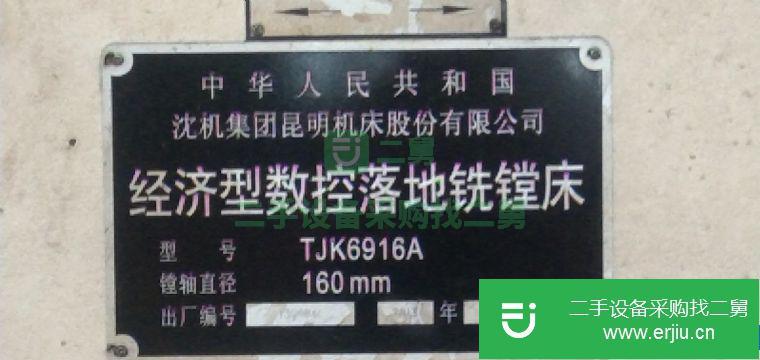 中华人民共和国
沈机集团昆明机床股份有限公司
二舅
经济型数控落地铣镗床
二手设备采购找二舅
型 号 TJK6916A
镗轴直径 160mm
出厂编号 年
二手设备采购找二舅
www.erjiu.cn